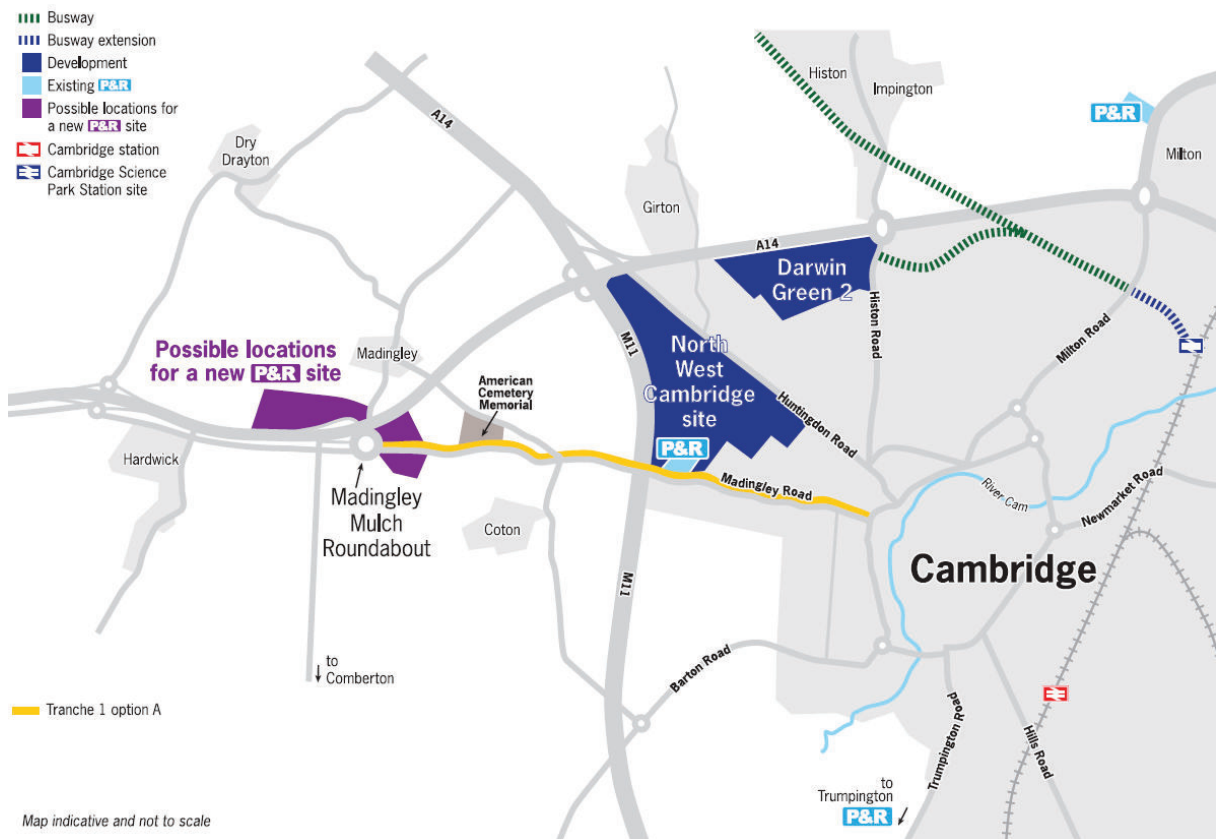 Busway
Busway extension
Development
Existing P&R
Possible locations for
a new P&R site
Cambridge station
Cambridge Science
Park Station site
Histon
Impington
P&R
Milton
A14
Dry
Drayton
Girton
A14
Darwin
Green 2
Histon Road
Milton Road
M11
Possible locations
for a new P&R site
Madingley
American
Cemetery
Memorial
North
West
Cambridge
site
Huntingdon Road
P&R
Hardwick
Madingley Road
River Cam
Newmarket Road
Madingley
Mulch
Roundabout
Coton
Cambridge
M11
to
Comberton
Barton Road
Tranche 1 option A
Trumpington Road
Hills Road
to
Trumpington
P&R
Map indicative and not to scale